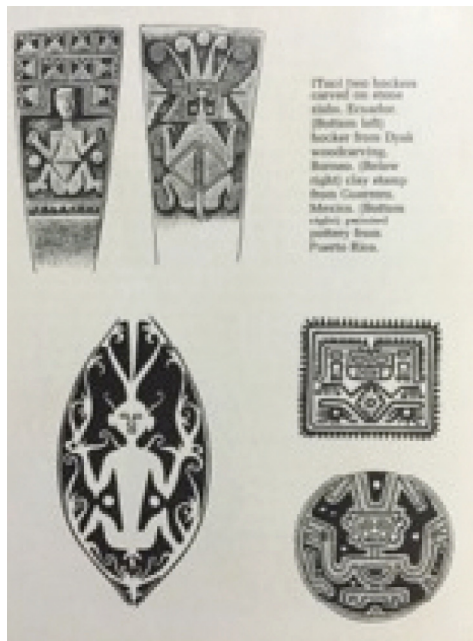 (Top) two hockers
carved on stone
slabs, Ecuador.
(Bottom left)
hocker from Dyak
woodcarving,
Borneo. (Below
right) clay stamp
from Guerrero,
Mexico. (Bottom
right) painted
pottery from
Puerto Rico.